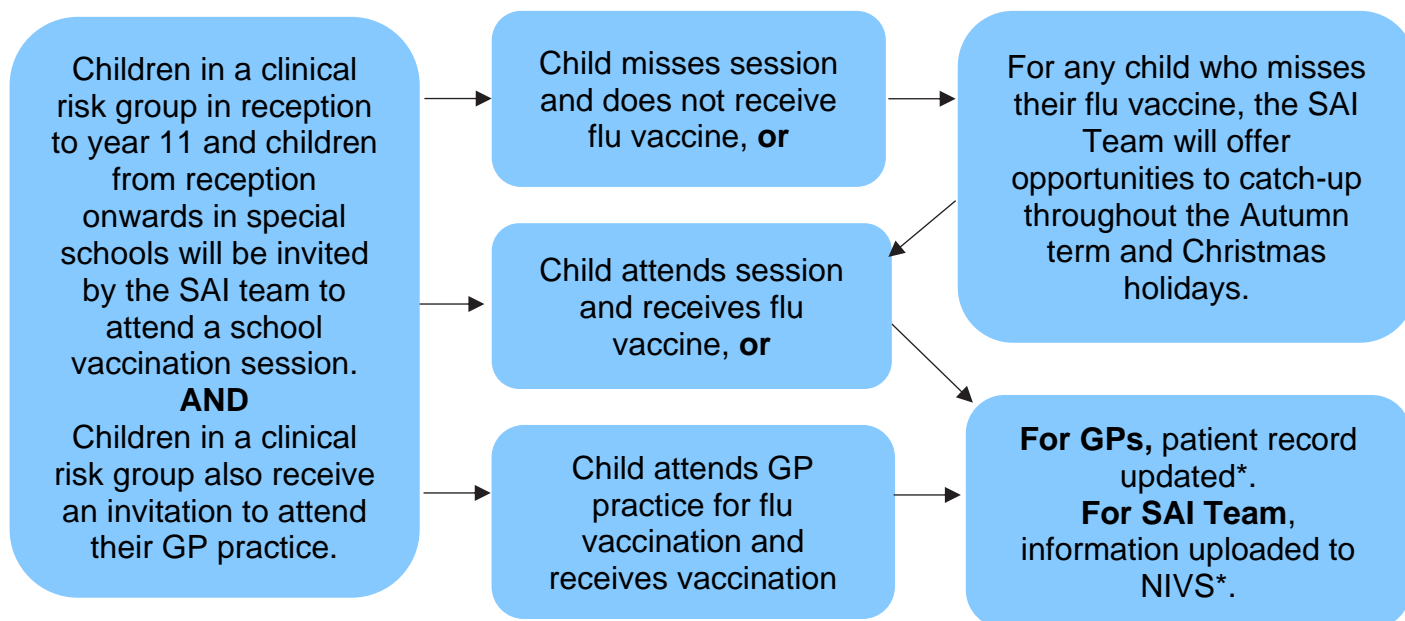 Children in a clinical
risk group in reception
to year 11 and children
from reception
onwards in special
schools will be invited
by the SAI team to
attend a school
vaccination session.
AND
Children in a clinical
risk group also receive
an invitation to attend
their GP practice.
Child misses session
and does not receive
flu vaccine, or
For any child who misses
their flu vaccine, the SAI
Team will offer
opportunities to catch-up
throughout the Autumn
term and Christmas
holidays.
Child attends session
and receives flu
vaccine, or
Child attends GP
practice for flu
vaccination and
receives vaccination
For GPs, patient record
updated*.
For SAI Team,
information uploaded to
NIVS*.